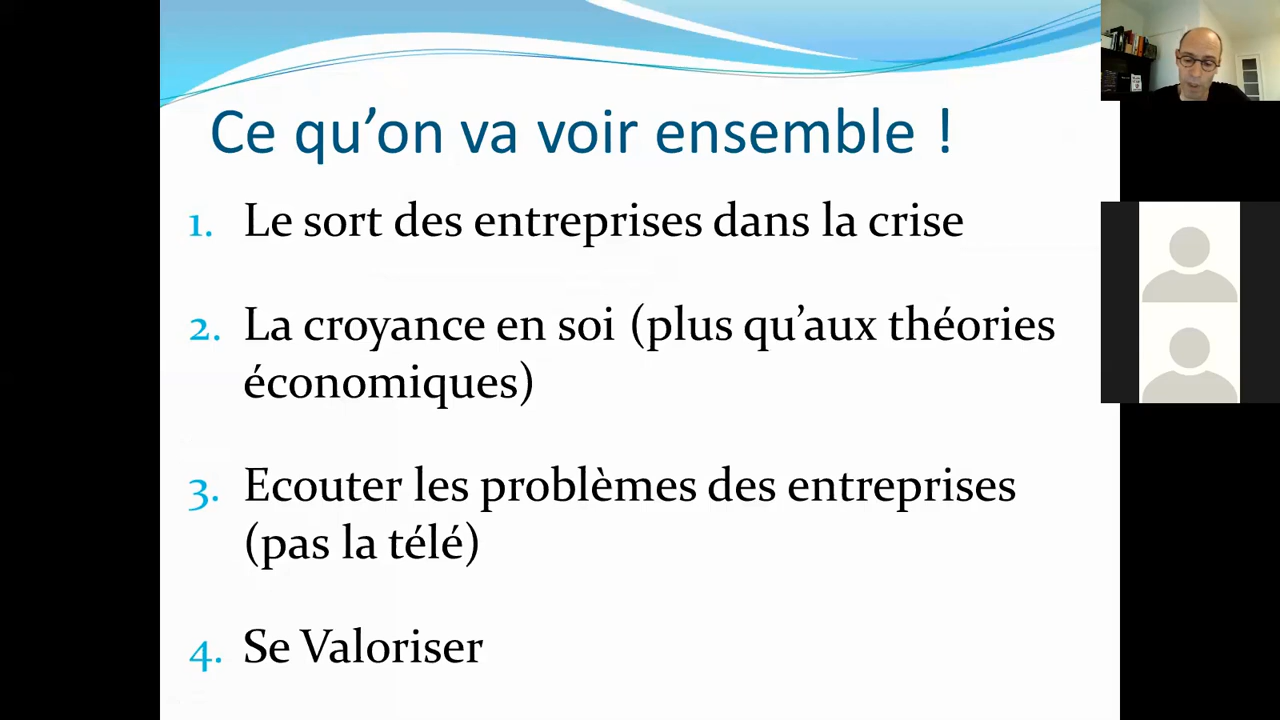 Ce qu’on va voir ensemble !
1. Le sort des entreprises dans la crise
2. La croyance en soi (plus qu’aux théories
économiques)
3. Ecouter les problèmes des entreprises
(pas la télé)
4. Se Valoriser